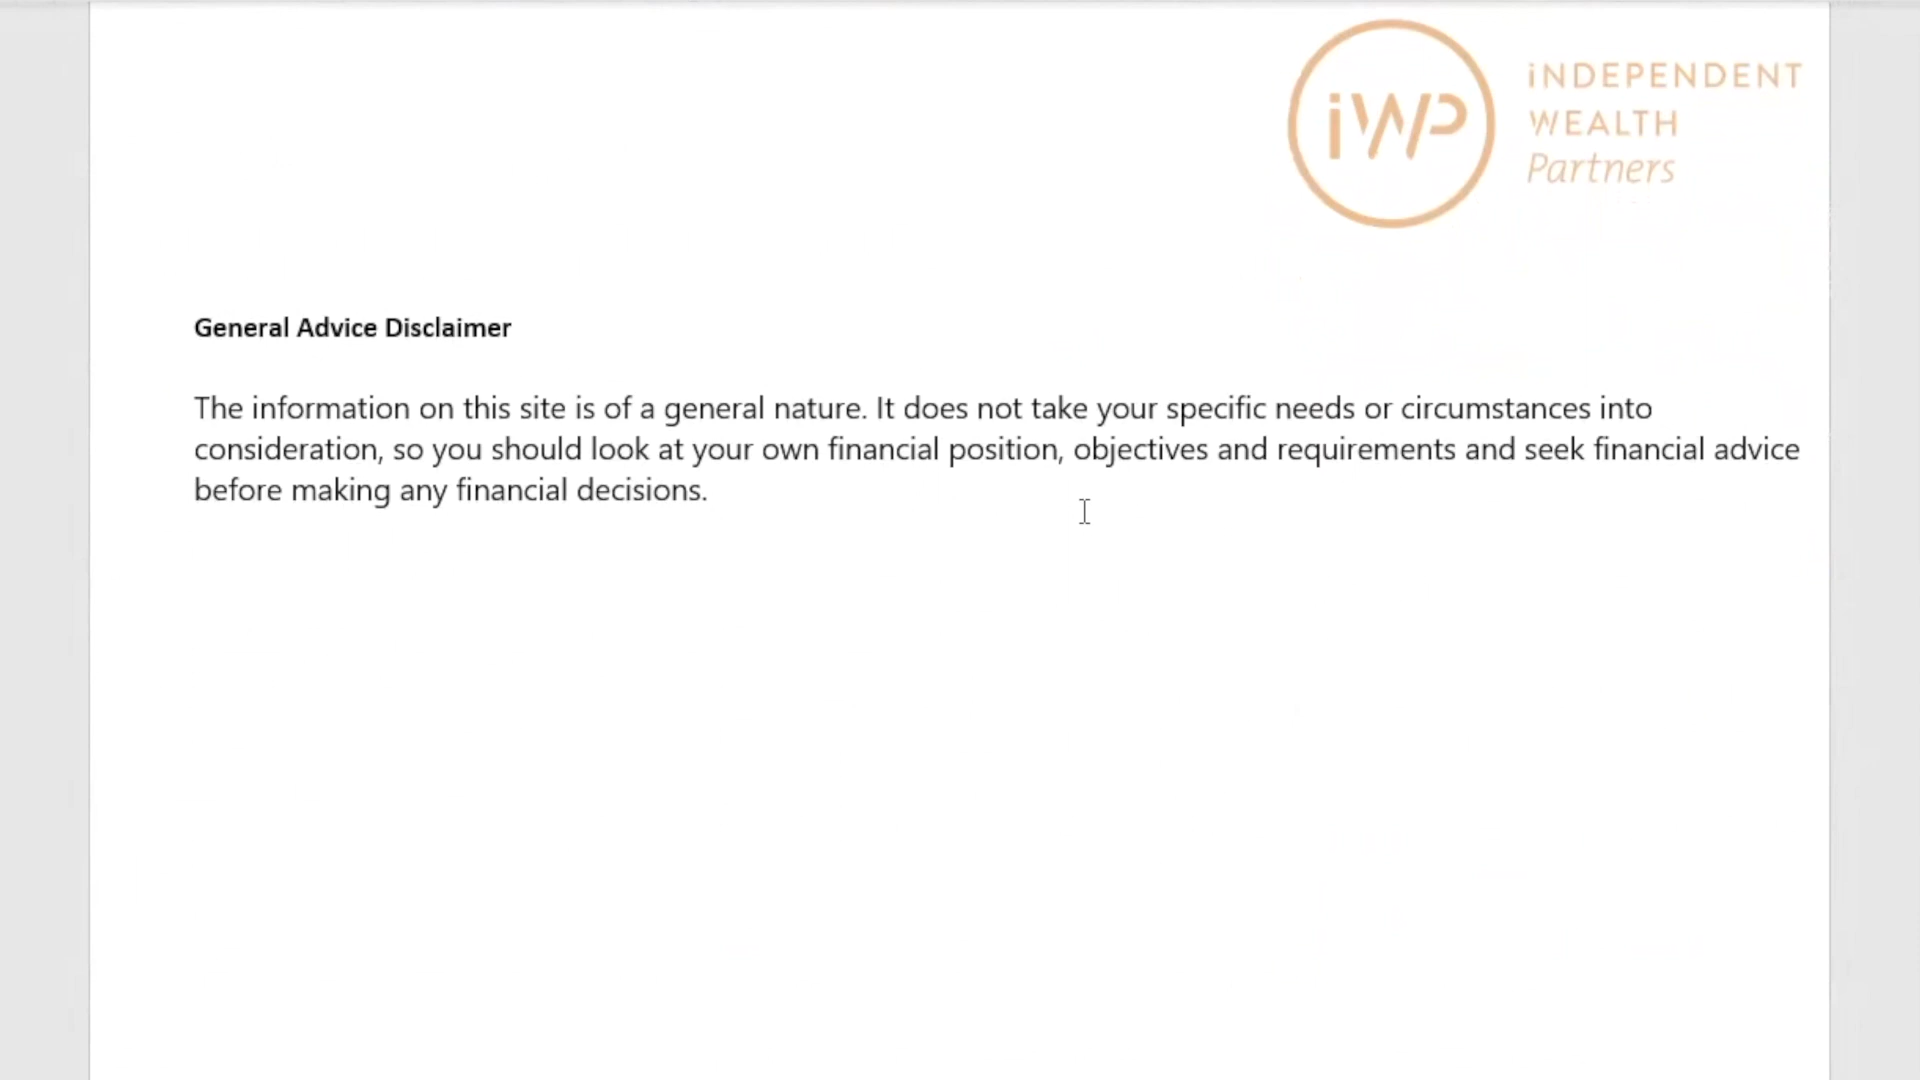 iWP
iNDEPENDENT
WEALTH
Partners
General Advice Disclaimer
The information on this site is of a general nature. It does not take your specific needs or circumstances into
consideration, so you should look at your own financial position, objectives and requirements and seek financial advice
before making any financial decisions.